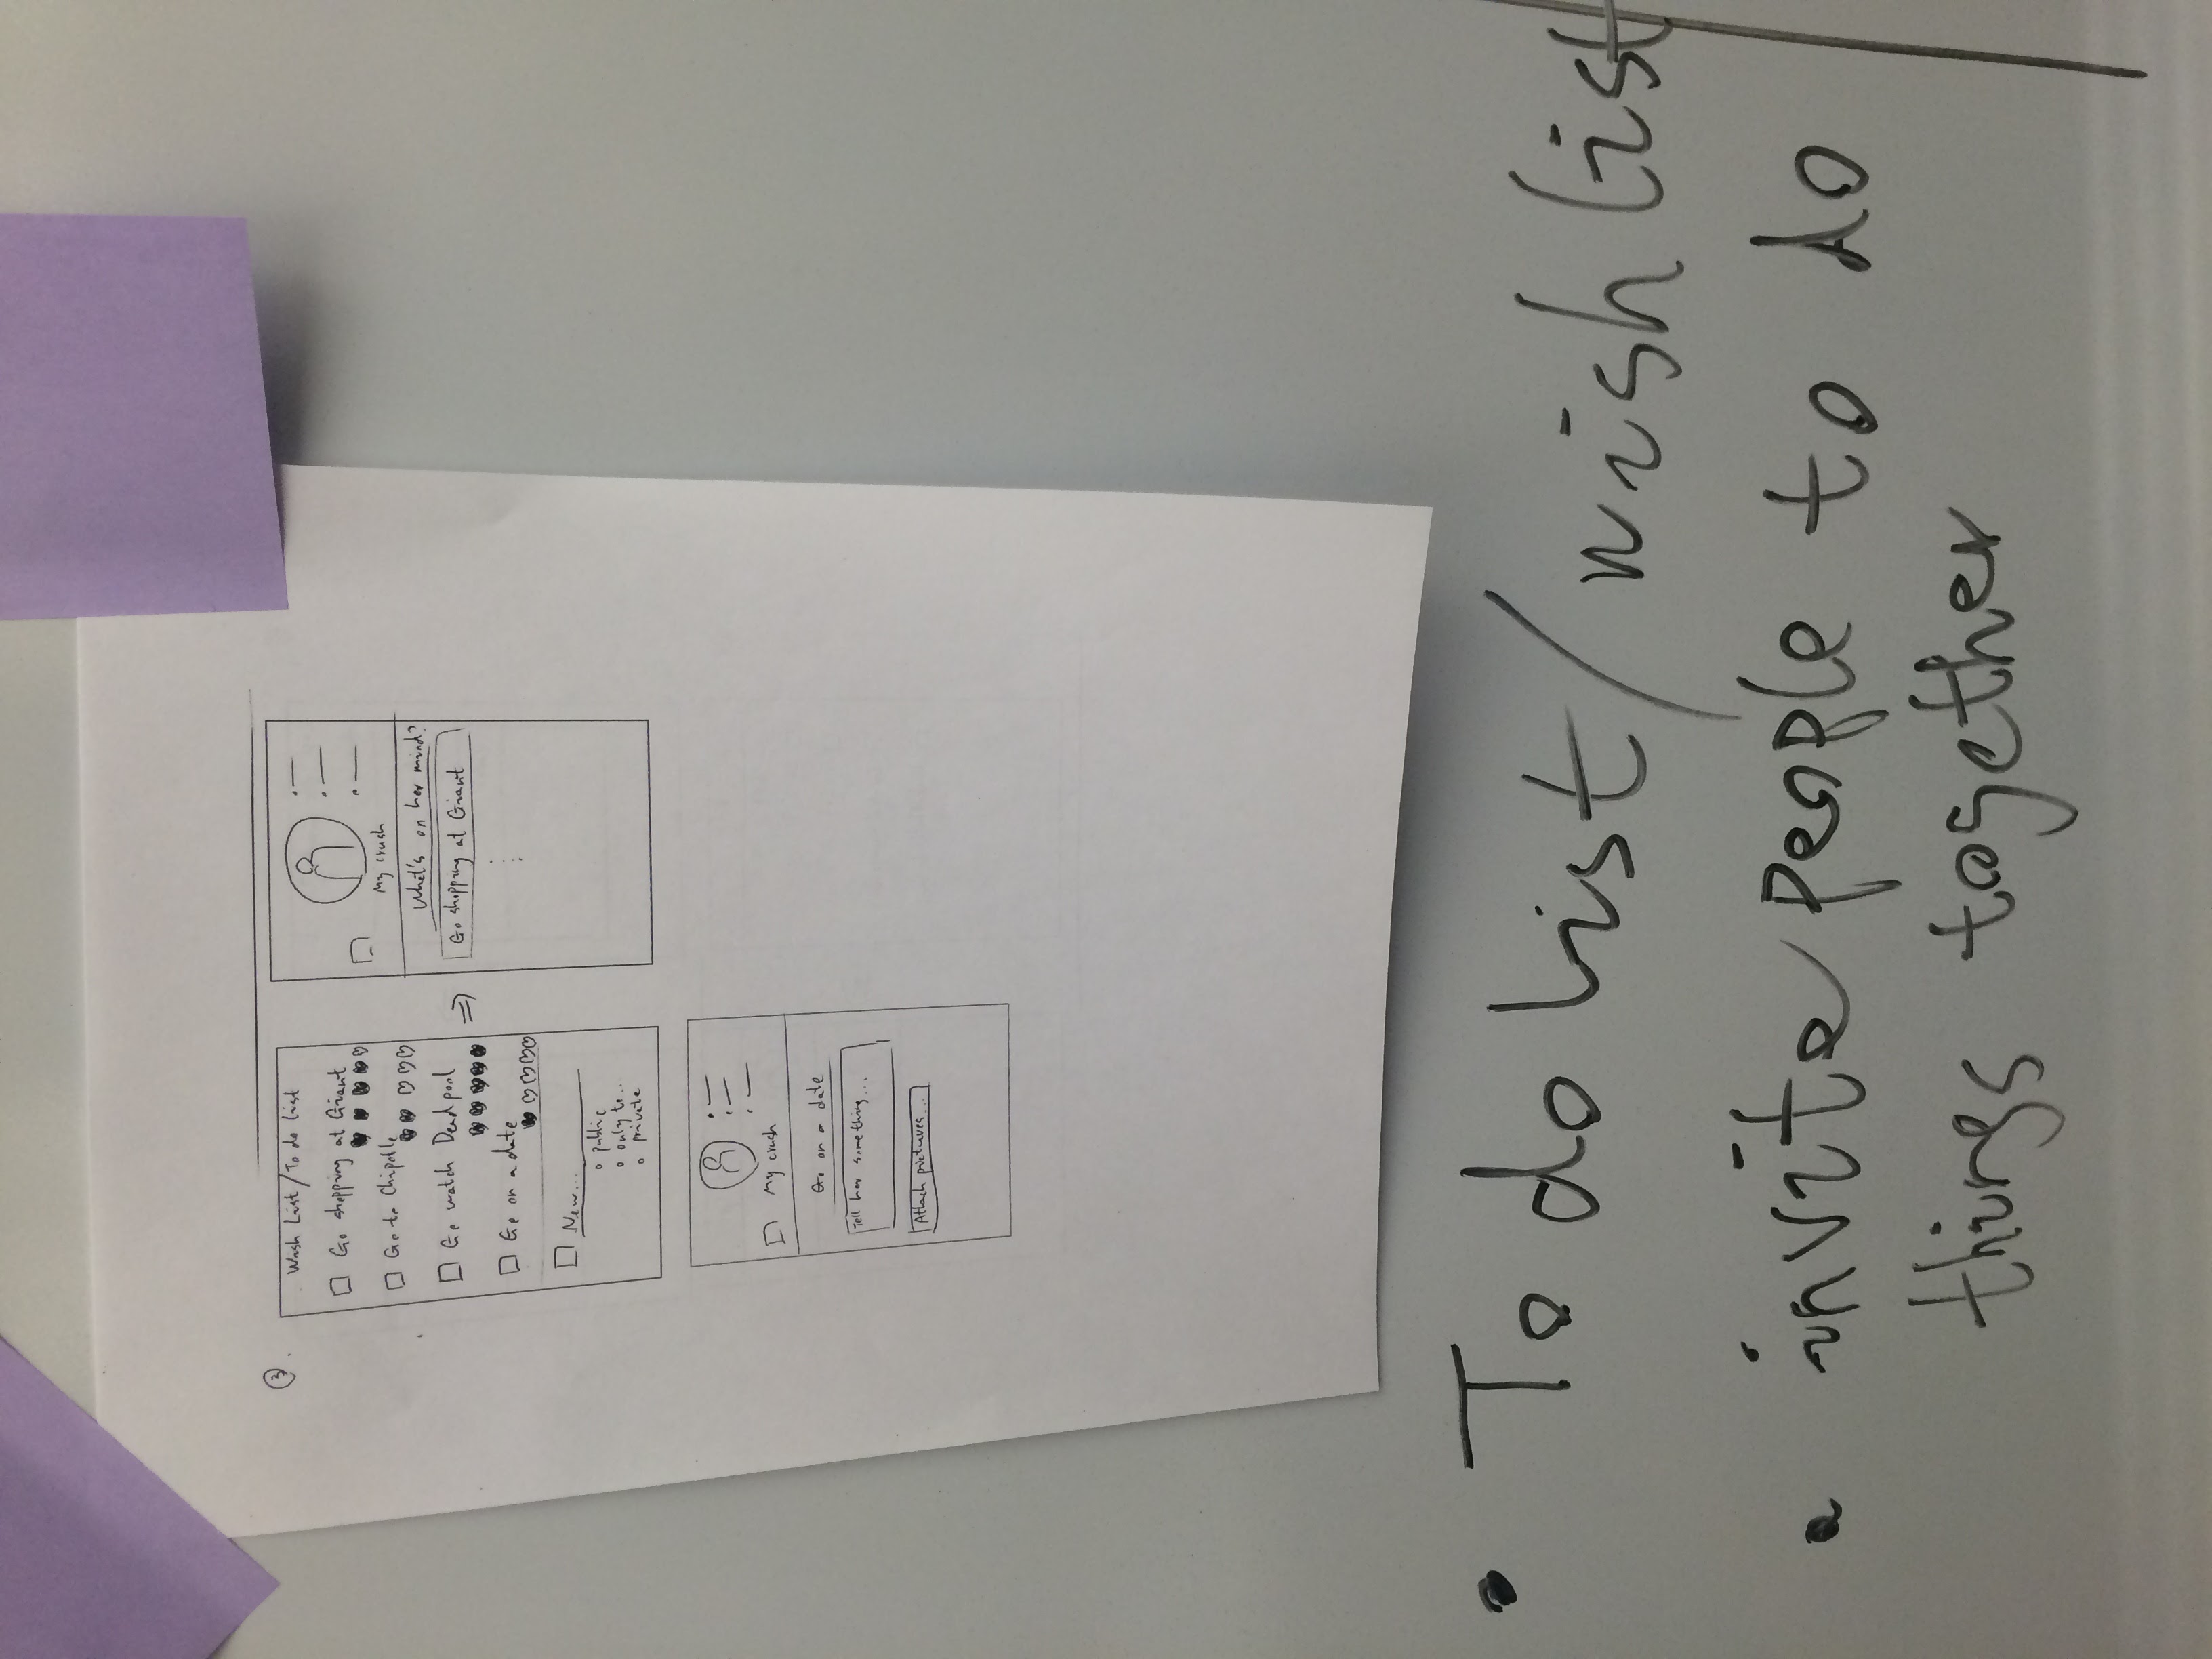 3
Wish List/To do list
Go shopping at Giant
Go to Chipotle
Go watch Deadpool
Go on a date
New...
public
only to..
private
My crush
What's on her mind?
Go shopping at Giant
My crush
Go on a date
Tell her something...
Attach pictures...
• To do list/wish list
• invite people to do
things together